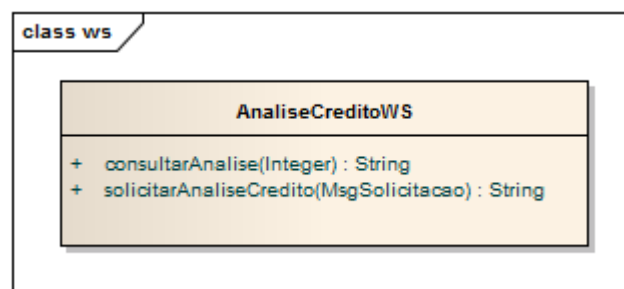 class ws
AnaliseCreditoWS
+ consultarAnalise(Integer) : String
+ solicitarAnaliseCredito(MsgSolicitacao) : String